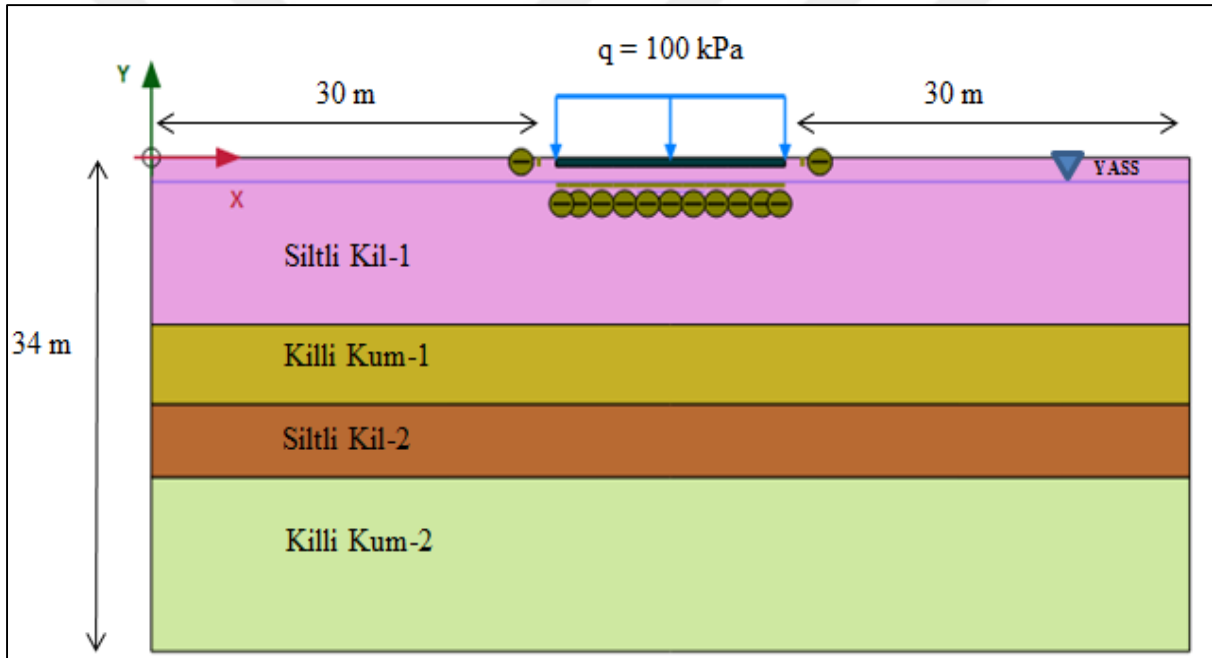 q = 100 kPa
Y
30 m
30 m
YASS
X
Siltli Kil-1
34 m
Killi Kum-1
Siltli Kil-2
Killi Kum-2